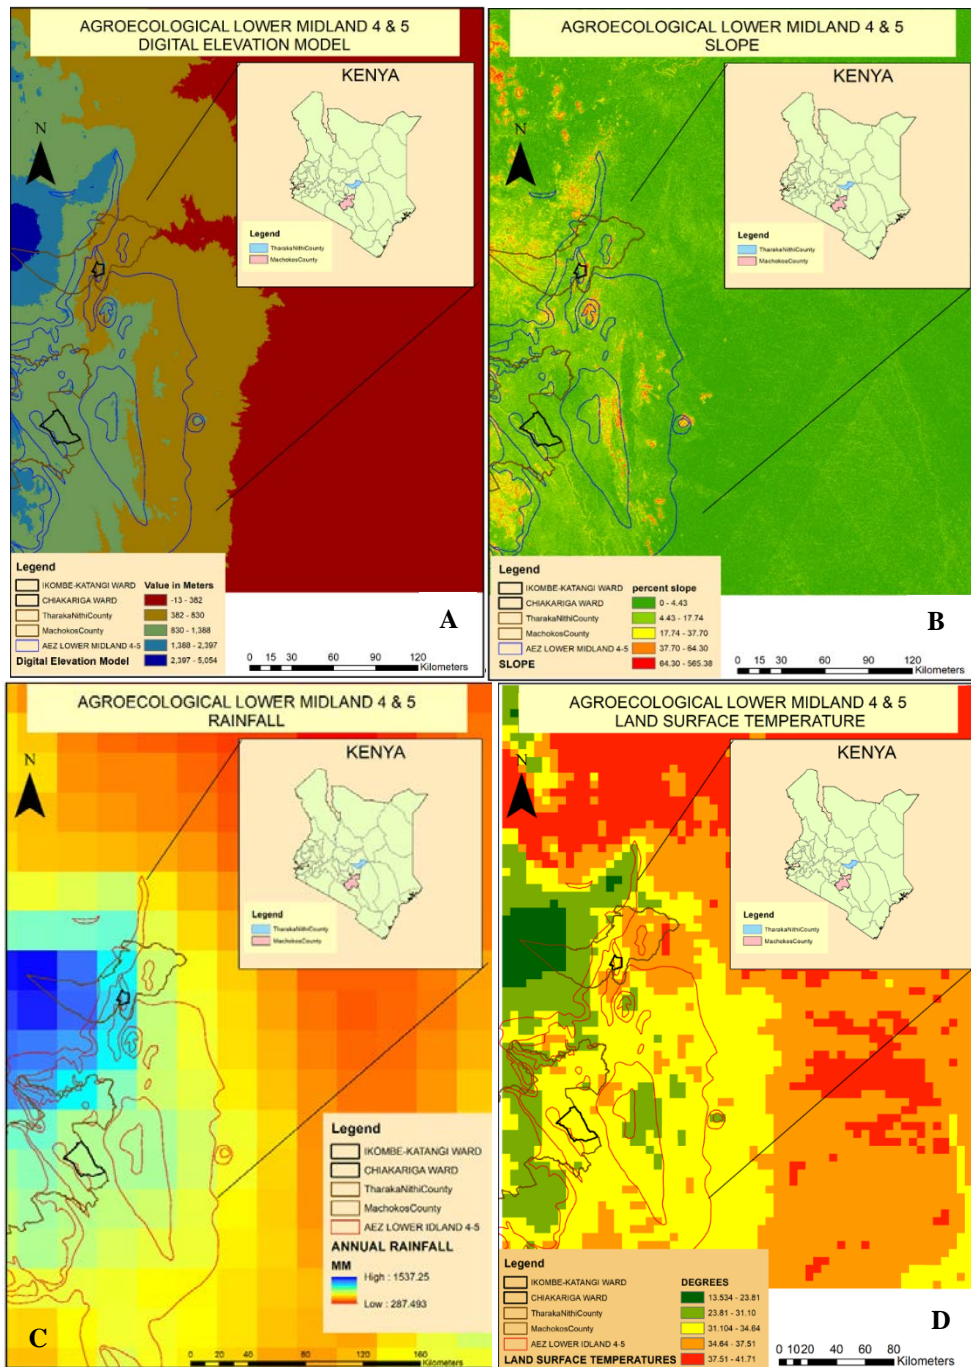 AGROECOLOGICAL LOWER MIDLAND 4 & 5
DIGITAL ELEVATION MODEL
KENYA
N
Legend
TharakaNithiCounty
MachokosCounty
Legend
IKOMBE-KATANGI WARD
CHIAKARIGA WARD
TharakaNithiCounty
MachokosCounty
AEZ LOWER MIDLAND 4-5
Digital Elevation Model
Value in Meters
-13 - 382
382 - 830
830 - 1,388
1,388 - 2,397
2,397 - 5,054
A
0 15 30 60 90 120
Kilometers
AGROECOLOGICAL LOWER MIDLAND 4 & 5
SLOPE
KENYA
N
Legend
TharakaNithiCounty
MachokosCounty
Legend
IKOMBE-KATANGI WARD
CHIAKARIGA WARD
TharakaNithiCounty
MachokosCounty
AEZ LOWER MIDLAND 4-5
SLOPE
percent slope
0 - 4.43
4.43 - 17.74
17.74 - 37.70
37.70 - 64.30
64.30 - 565.38
B
0 15 30 60 90 120
Kilometers
AGROECOLOGICAL LOWER MIDLAND 4 & 5
RAINFALL
KENYA
N
Legend
TharakaNithiCounty
MachokosCounty
Legend
IKOMBE-KATANGI WARD
CHIAKARIGA WARD
TharakaNithiCounty
MachokosCounty
AEZ LOWER IDLAND 4-5
ANNUAL RAINFALL
MM
High : 1537.25
Low : 287.493
C
0 20 40 80 120 160
Kilometers
AGROECOLOGICAL LOWER MIDLAND 4 & 5
LAND SURFACE TEMPERATURE
KENYA
N
Legend
TharakaNithiCounty
MachokosCounty
Legend
IKOMBE-KATANGI WARD
CHIAKARIGA WARD
TharakaNithiCounty
MachokosCounty
AEZ LOWER IDLAND 4-5
LAND SURFACE TEMPERATURES
DEGREES
13.534 - 23.81
23.81 - 31.10
31.104 - 34.64
34.64 - 37.51
37.51 - 41.71
D
0 10 20 40 60 80
Kilometers